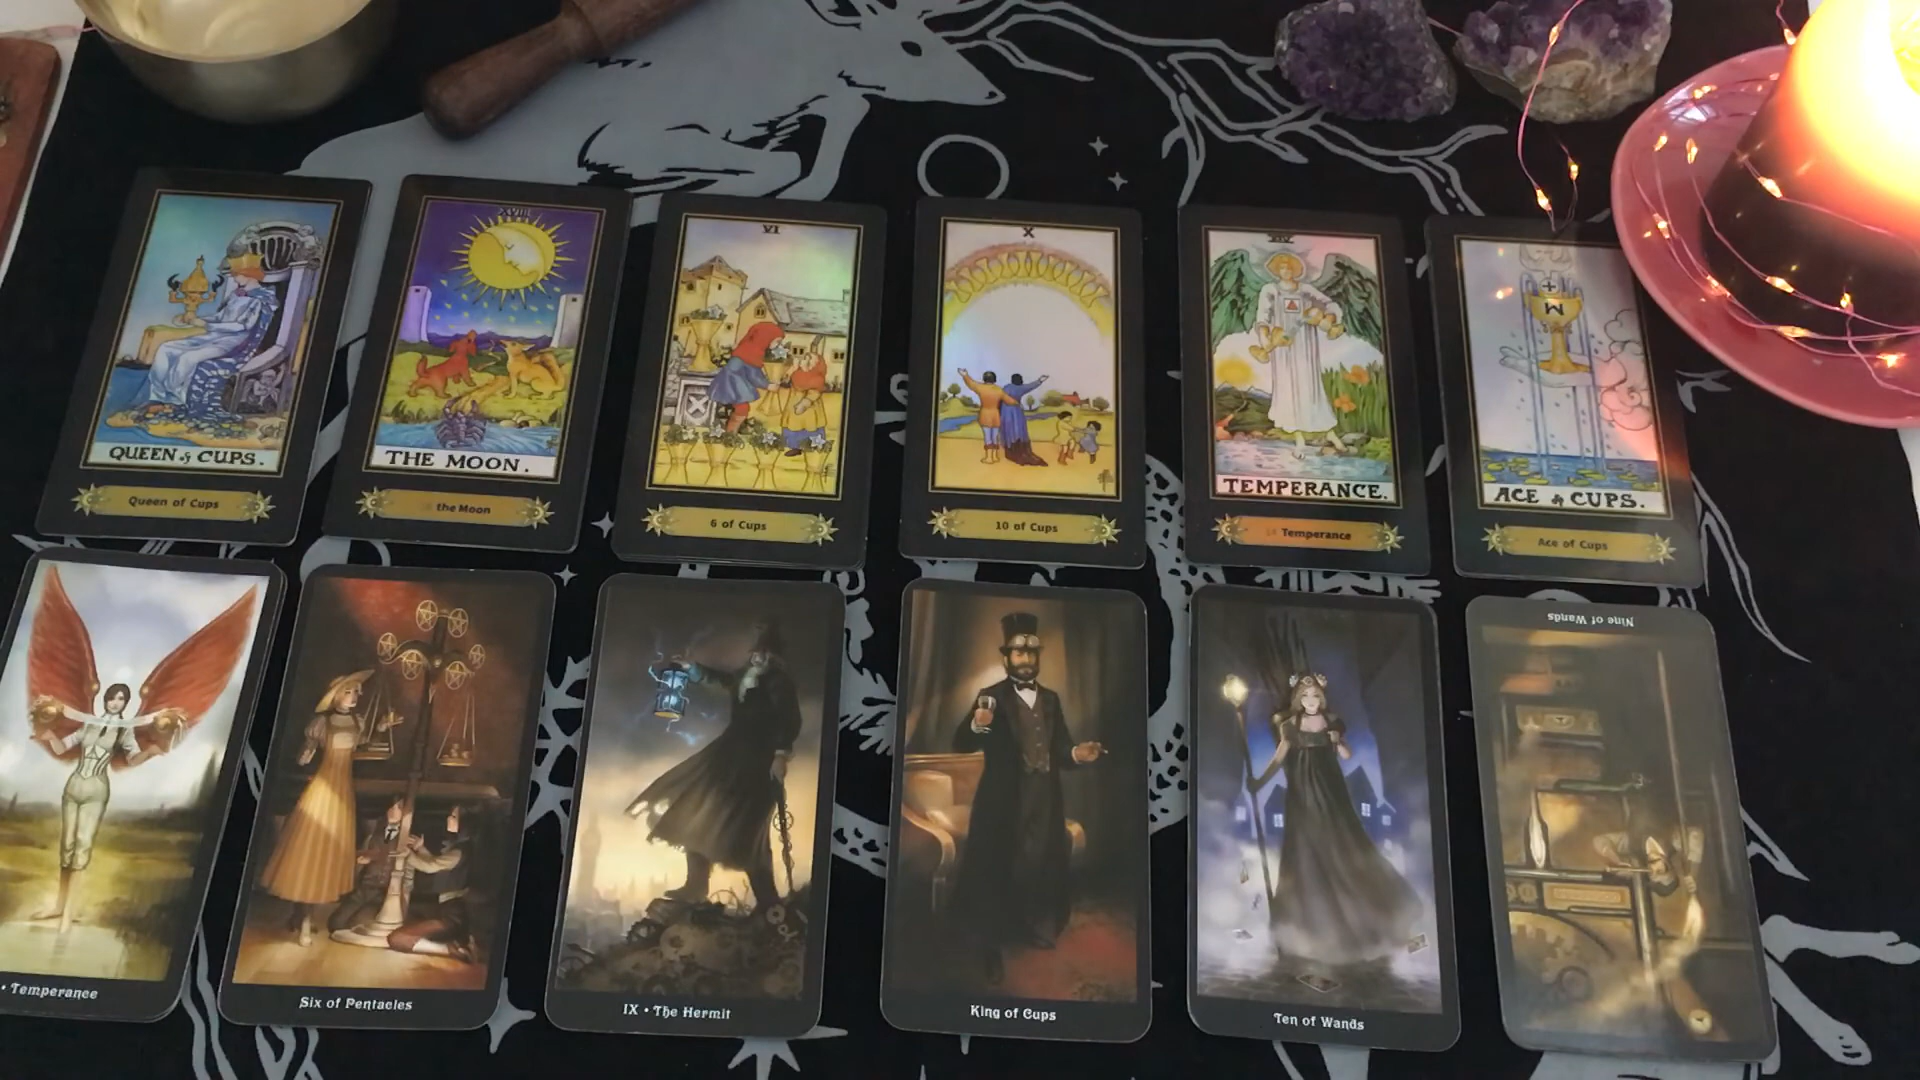 QUEEN of CUPS.
Queen of Cups
XVIII
THE MOON.
the Moon
VI
6 of Cups
X
10 of Cups
XIV
TEMPERANCE.
Temperance
ACE of CUPS.
Ace of Cups
• Temperance
Six of Pentacles
IX • The Hermit
King of Cups
Ten of Wands
Nine of Wands